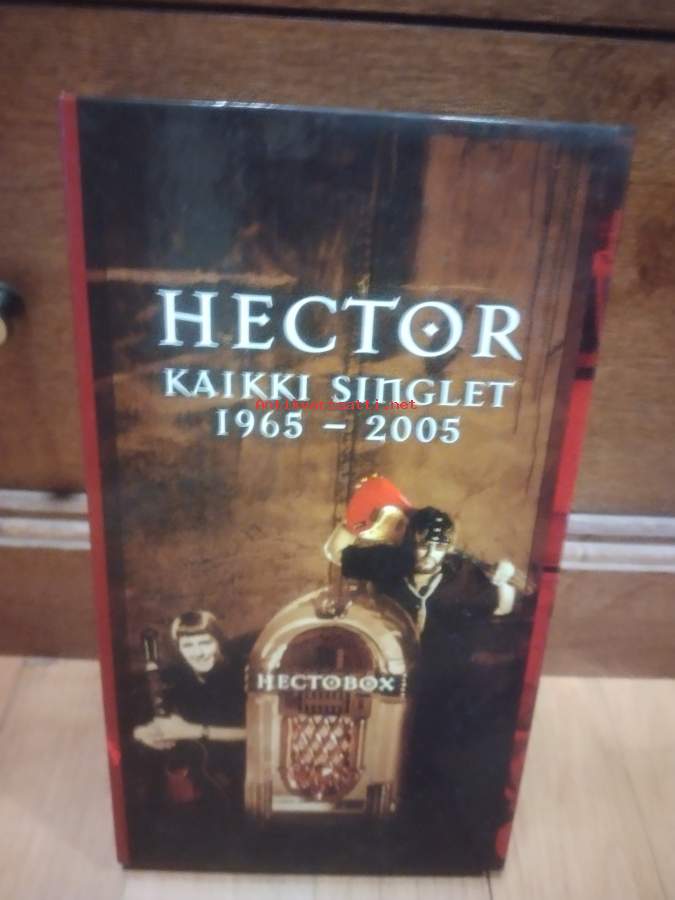 HECTOR
KAIKKI SINGLET
Antikvariaatti.net
1965 – 2005
HECTOBOX